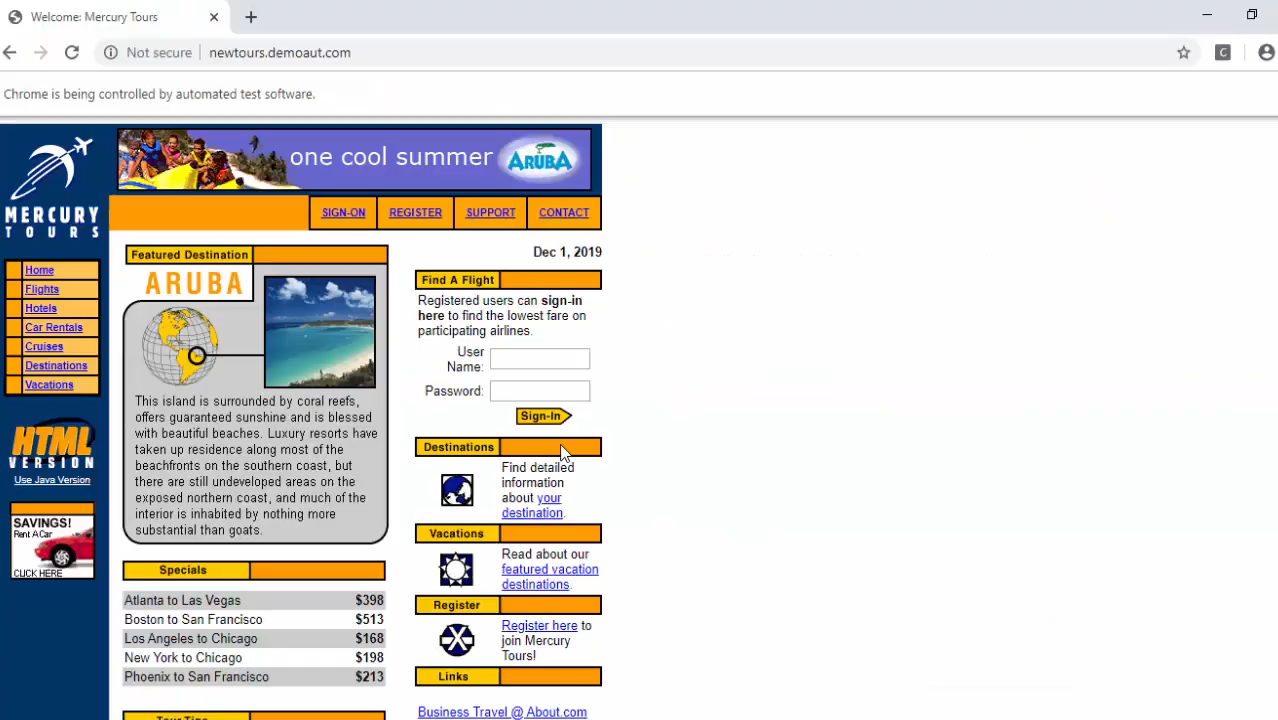 Welcome: Mercury Tours
Not secure
newtours.demoaut.com
Chrome is being controlled by automated test software.
one cool summer
ARUBA
MERCURY
TOURS
SIGN-ON
REGISTER
SUPPORT
CONTACT
Home
Flights
Hotels
Car Rentals
Cruises
Destinations
Vacations
HTML
VERSION
Use Java Version
SAVINGS!
Rent A Car
CLICK HERE
Featured Destination
ARUBA
This island is surrounded by coral reefs,
offers guaranteed sunshine and is blessed
with beautiful beaches. Luxury resorts have
taken up residence along most of the
beachfronts on the southern coast, but
there are still undeveloped areas on the
exposed northern coast, and much of the
interior is inhabited by nothing more
substantial than goats.
Specials
Atlanta to Las Vegas $398
Boston to San Francisco $513
Los Angeles to Chicago $168
New York to Chicago $198
Phoenix to San Francisco $213
Tour Tips
Dec 1, 2019
Find A Flight
Registered users can sign-in
here to find the lowest fare on
participating airlines.
User
Name:
Password:
Sign-In
Destinations
Find detailed
information
about your
destination.
Vacations
Read about our
featured vacation
destinations.
Register
Register here to
join Mercury
Tours!
Links
Business Travel @ About.com